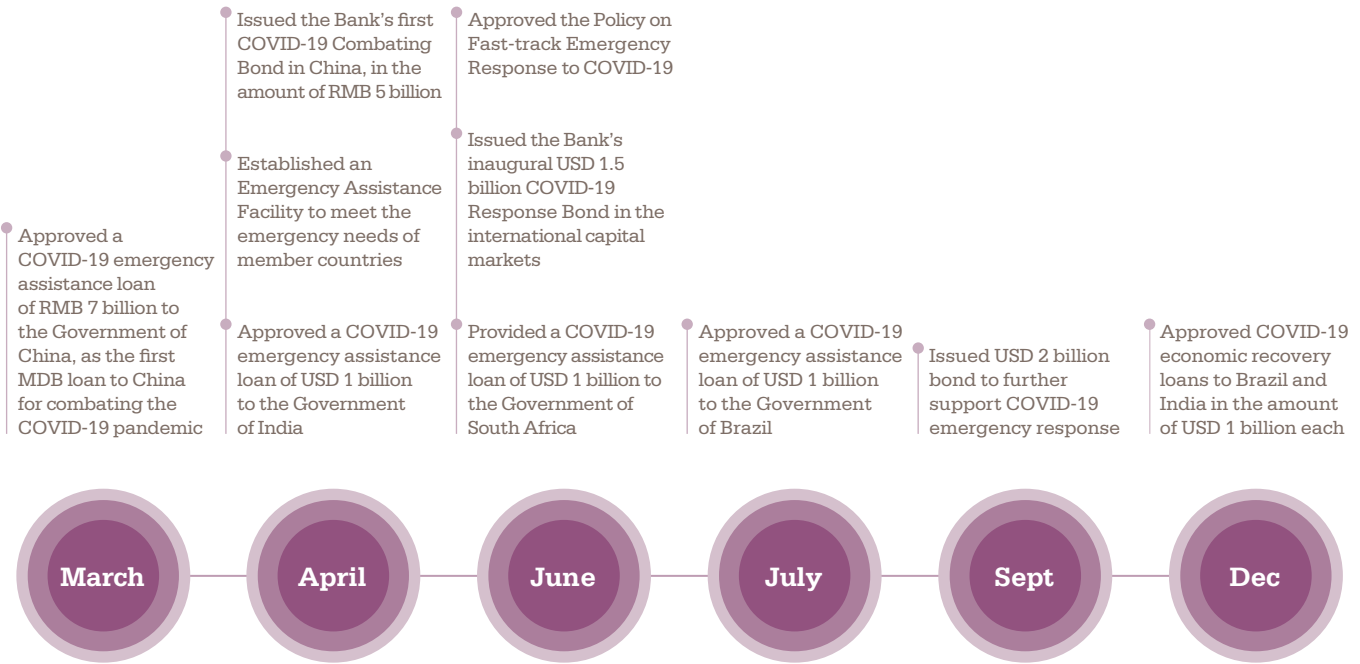 Approved a
COVID-19 emergency
assistance loan
of RMB 7 billion to
the Government of
China, as the first
MDB loan to China
for combating the
COVID-19 pandemic
Issued the Bank's first
COVID-19 Combating
Bond in China, in the
amount of RMB 5 billion
Established an
Emergency Assistance
Facility to meet the
emergency needs of
member countries
Approved a COVID-19
emergency assistance
loan of USD 1 billion
to the Government
of India
Approved the Policy on
Fast-track Emergency
Response to COVID-19
Issued the Bank's
inaugural USD 1.5
billion COVID-19
Response Bond in the
international capital
markets
Provided a COVID-19
emergency assistance
loan of USD 1 billion to
the Government of
South Africa
Approved a COVID-19
emergency assistance
loan of USD 1 billion
to the Government
of Brazil
Issued USD 2 billion
bond to further
support COVID-19
emergency response
Approved COVID-19
economic recovery
loans to Brazil and
India in the amount
of USD 1 billion each
March
April
June
July
Sept
Dec